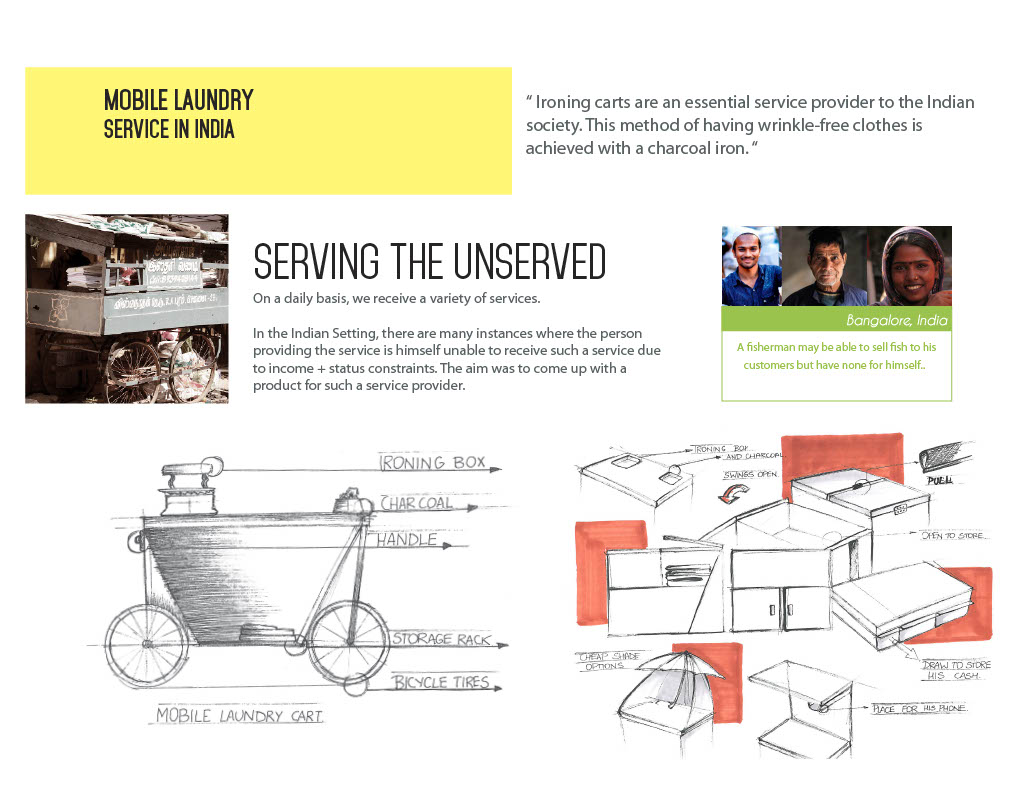 MOBILE LAUNDRY
SERVICE IN INDIA
“ Ironing carts are an essential service provider to the Indian
society. This method of having wrinkle-free clothes is
achieved with a charcoal iron. “
SERVING THE UNSERVED
On a daily basis, we receive a variety of services.
In the Indian Setting, there are many instances where the person
providing the service is himself unable to receive such a service due
to income + status constraints. The aim was to come up with a
product for such a service provider.
Bangalore, India
A fisherman may be able to sell fish to his
customers but have none for himself..
IRONING BOX
CHARCOAL
HANDLE
STORAGE RACK
BICYCLE TIRES
MOBILE LAUNDRY CART
IRONING BOX
AND CHARCOAL
SWINGS OPEN
PULL
OPEN TO STORE
CHEAP SHADE
OPTIONS
DRAW TO STORE
HIS CASH
PLACE FOR HIS PHONE